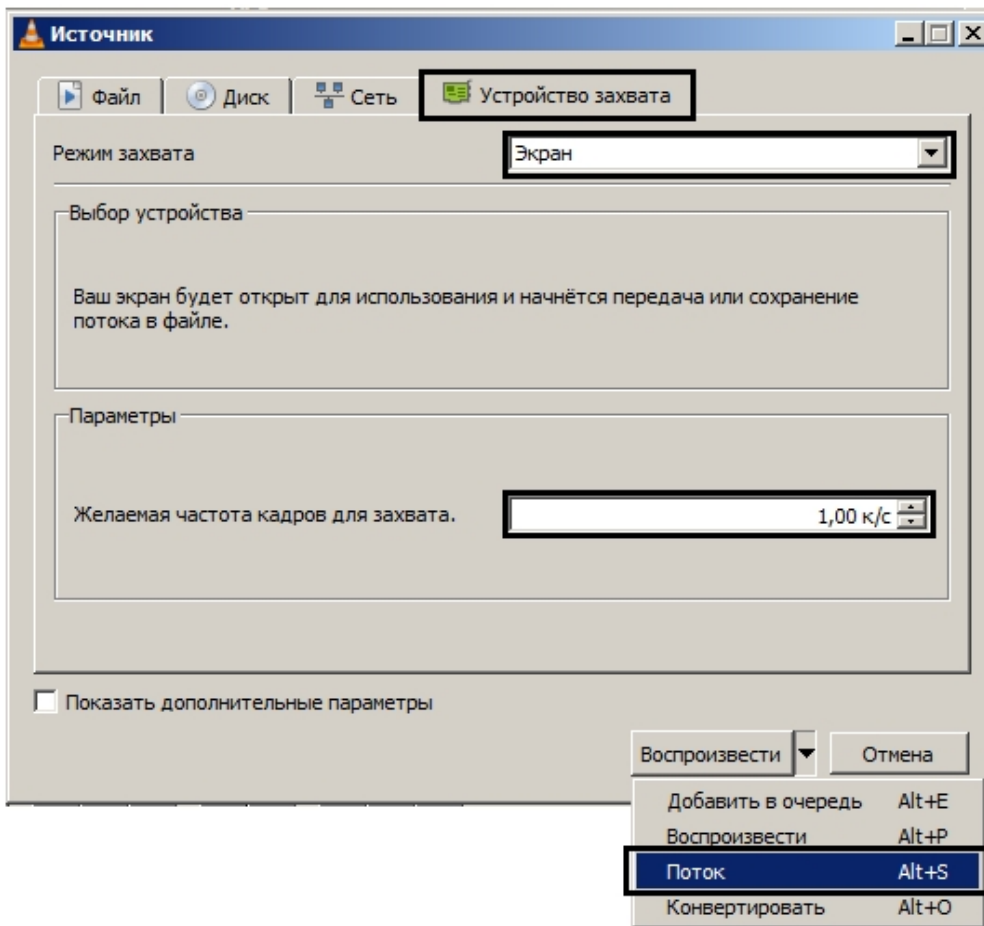 Источник
Файл Диск Сеть Устройство захвата
Режим захвата Экран
Выбор устройства
Ваш экран будет открыт для использования и начнётся передача или сохранение
потока в файле.
Параметры
Желаемая частота кадров для захвата. 1,00 к/с
Показать дополнительные параметры
Воспроизвести Отмена
Добавить в очередь Alt+E
Воспроизвести Alt+P
Поток Alt+S
Конвертировать Alt+O